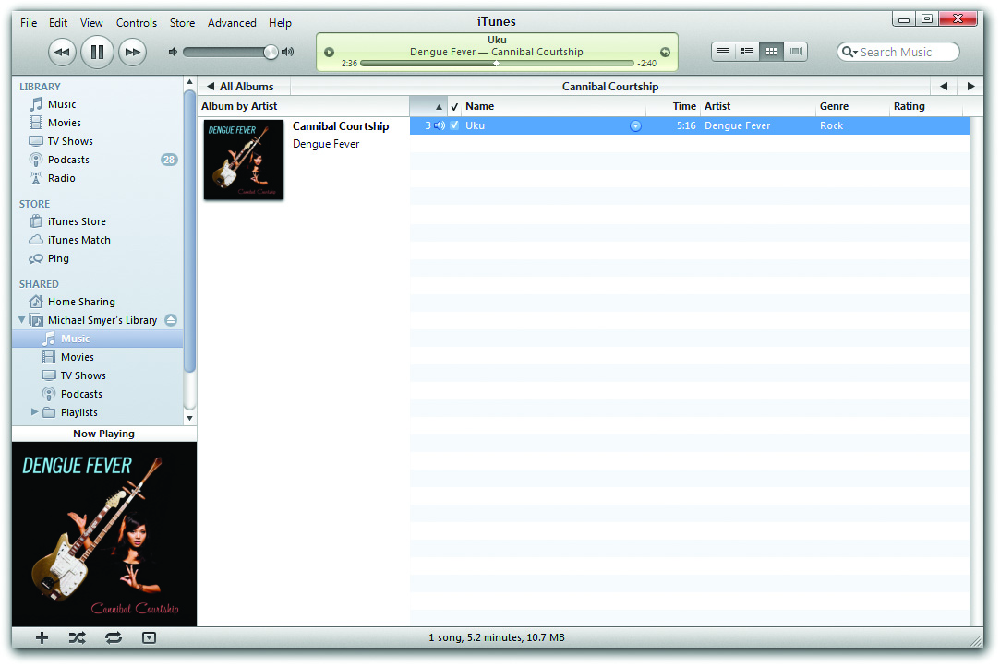 File Edit View Controls Store Advanced Help
iTunes
Uku
Dengue Fever — Cannibal Courtship
2:36 -2:40
Search Music
LIBRARY
Music
Movies
TV Shows
Podcasts 28
Radio
STORE
iTunes Store
iTunes Match
Ping
SHARED
Home Sharing
Michael Smyer's Library
Music
Movies
TV Shows
Podcasts
Playlists
Now Playing
DENGUE FEVER
Cannibal Courtship
All Albums Cannibal Courtship
Album by Artist Name Time Artist Genre Rating
DENGUE FEVER
Cannibal Courtship
Cannibal Courtship
Dengue Fever
3 Uku 5:16 Dengue Fever Rock
1 song, 5.2 minutes, 10.7 MB